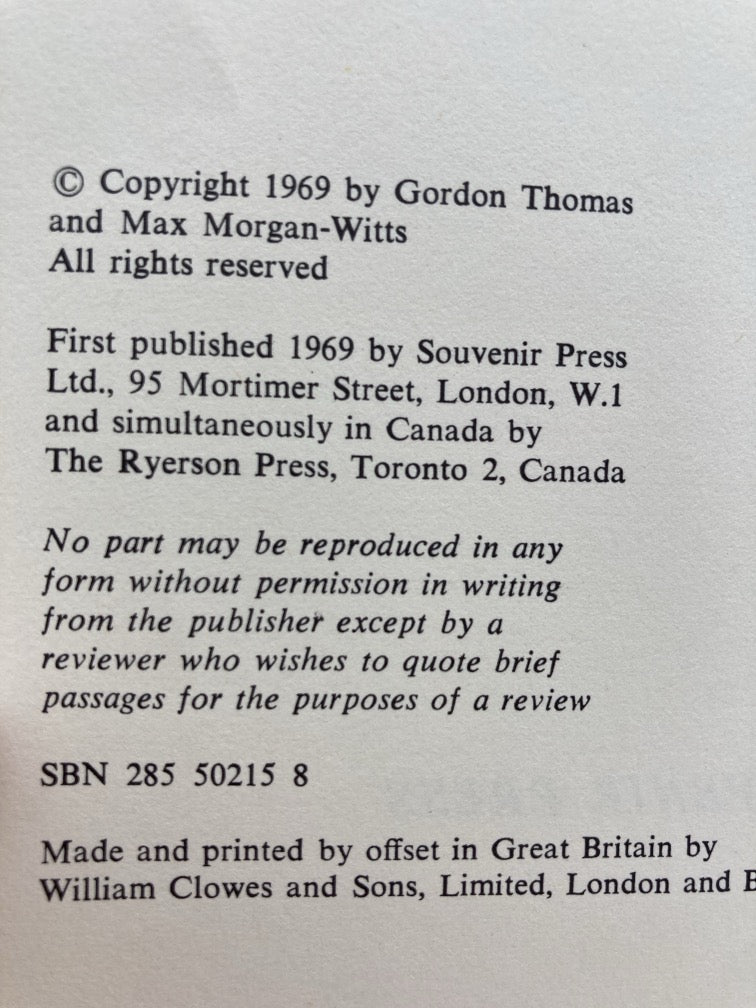 © Copyright 1969 by Gordon Thomas
and Max Morgan-Witts
All rights reserved
First published 1969 by Souvenir Press
Ltd., 95 Mortimer Street, London, W.1
and simultaneously in Canada by
The Ryerson Press, Toronto 2, Canada
No part may be reproduced in any
form without permission in writing
from the publisher except by a
reviewer who wishes to quote brief
passages for the purposes of a review
SBN 285 50215 8
Made and printed by offset in Great Britain by
William Clowes and Sons, Limited, London and